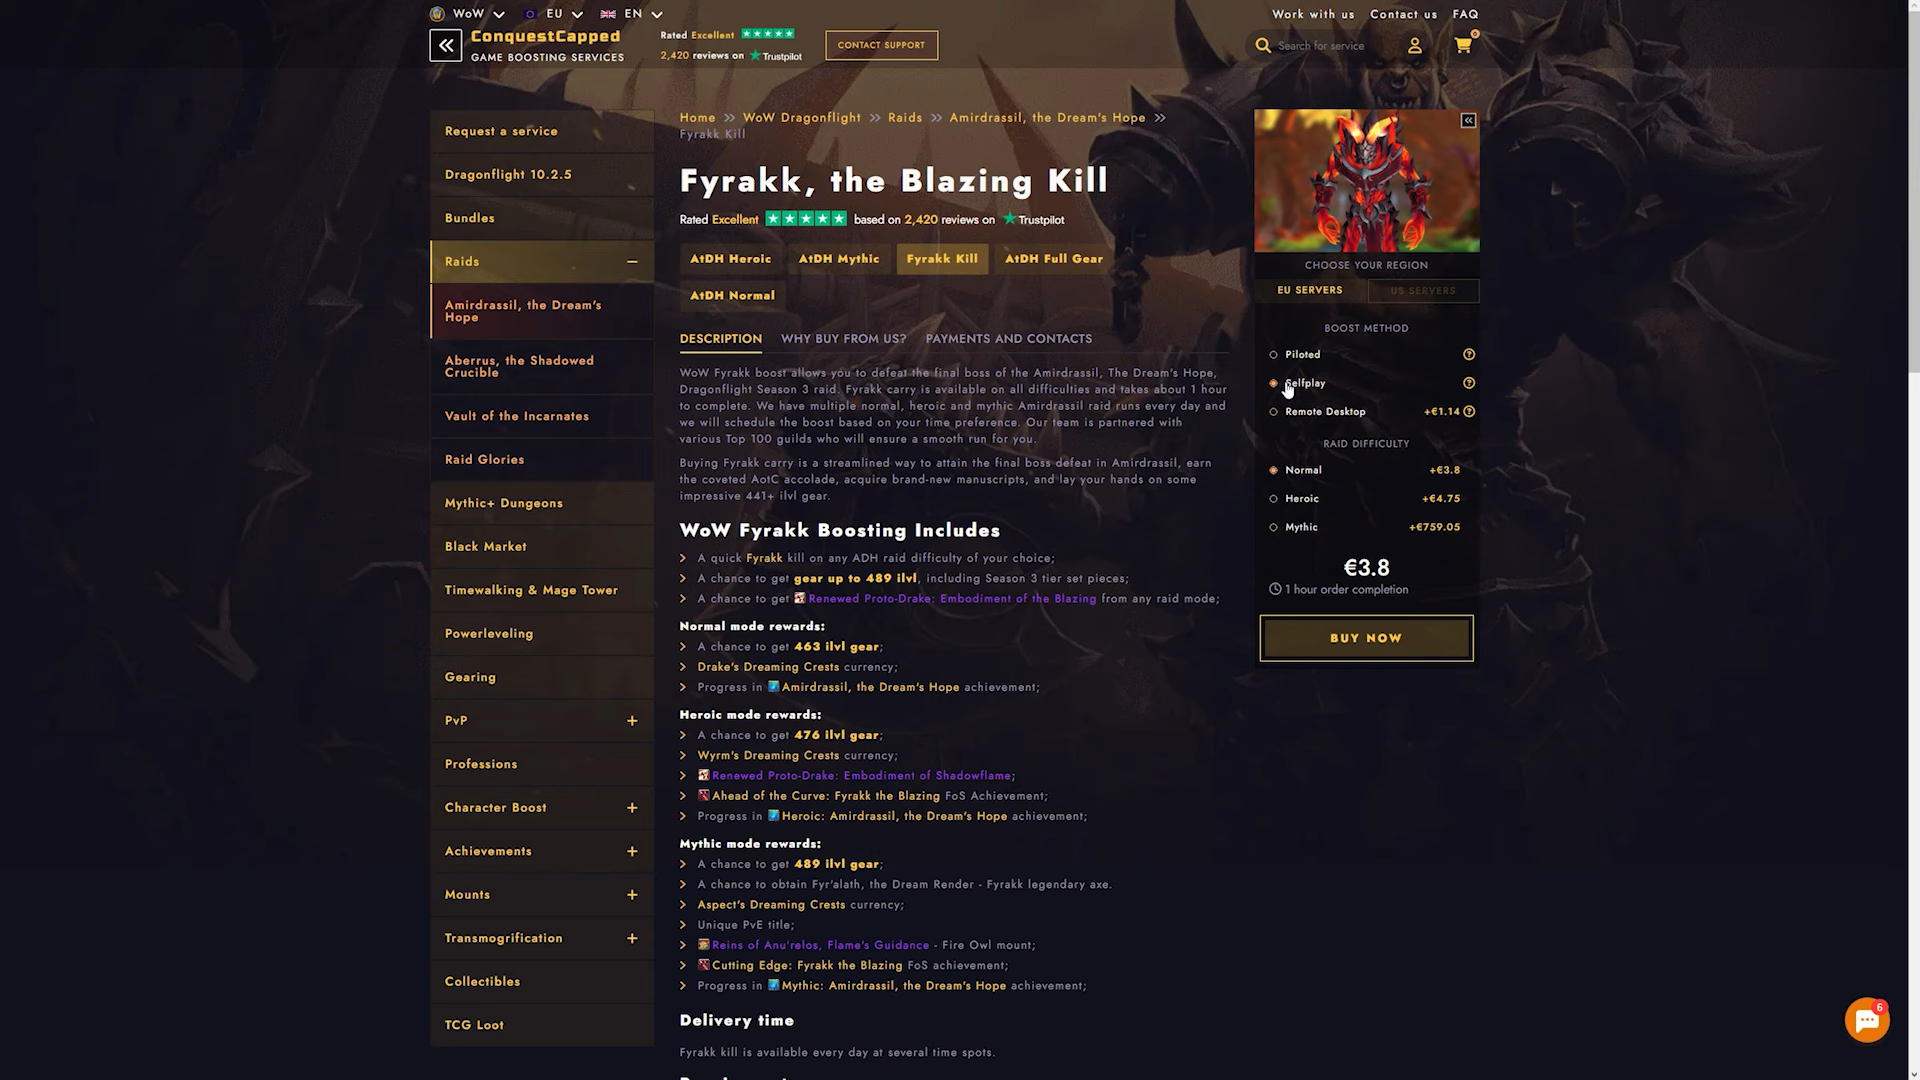 WoW EU EN
Work with us Contact us FAQ
ConquestCapped
GAME BOOSTING SERVICES
Rated Excellent
2,420 reviews on Trustpilot
CONTACT SUPPORT
Search for service
0
Request a service
Dragonflight 10.2.5
Bundles
Raids
Amirdrassil, the Dream's
Hope
Aberrus, the Shadowed
Crucible
Vault of the Incarnates
Raid Glories
Mythic+ Dungeons
Black Market
Timewalking & Mage Tower
Powerleveling
Gearing
PvP
Professions
Character Boost
Achievements
Mounts
Transmogrification
Collectibles
TCG Loot
Home >> WoW Dragonflight >> Raids >> Amirdrassil, the Dream's Hope >>
Fyrakk Kill
Fyrakk, the Blazing Kill
Rated Excellent based on 2,420 reviews on Trustpilot
AtDH Heroic AtDH Mythic Fyrakk Kill AtDH Full Gear
AtDH Normal
DESCRIPTION WHY BUY FROM US? PAYMENTS AND CONTACTS
WoW Fyrakk boost allows you to defeat the final boss of the Amirdrassil, The Dream's Hope,
Dragonflight Season 3 raid. Fyrakk carry is available on all difficulties and takes about 1 hour
to complete. We have multiple normal, heroic and mythic Amirdrassil raid runs every day and
we will schedule the boost based on your time preference. Our team is partnered with
various Top 100 guilds who will ensure a smooth run for you.
Buying Fyrakk carry is a streamlined way to attain the final boss defeat in Amirdrassil, earn
the coveted AotC accolade, acquire brand-new manuscripts, and lay your hands on some
impressive 441+ ilvl gear.
WoW Fyrakk Boosting Includes
A quick Fyrakk kill on any ADH raid difficulty of your choice;
A chance to get gear up to 489 ilvl, including Season 3 tier set pieces;
A chance to get Renewed Proto-Drake: Embodiment of the Blazing from any raid mode;
Normal mode rewards:
A chance to get 463 ilvl gear;
Drake's Dreaming Crests currency;
Progress in Amirdrassil, the Dream's Hope achievement;
Heroic mode rewards:
A chance to get 476 ilvl gear;
Wyrm's Dreaming Crests currency;
Renewed Proto-Drake: Embodiment of Shadowflame;
Ahead of the Curve: Fyrakk the Blazing FoS Achievement;
Progress in Heroic: Amirdrassil, the Dream's Hope achievement;
Mythic mode rewards:
A chance to get 489 ilvl gear;
A chance to obtain Fyr'alath, the Dream Render - Fyrakk legendary axe.
Aspect's Dreaming Crests currency;
Unique PvE title;
Reins of Anu'relos, Flame's Guidance - Fire Owl mount;
Cutting Edge: Fyrakk the Blazing FoS achievement;
Progress in Mythic: Amirdrassil, the Dream's Hope achievement;
Delivery time
Fyrakk kill is available every day at several time spots.
CHOOSE YOUR REGION
EU SERVERS US SERVERS
BOOST METHOD
Piloted
Selfplay
Remote Desktop +€1.14
RAID DIFFICULTY
Normal +€3.8
Heroic +€4.75
Mythic +€759.05
€3.8
1 hour order completion
BUY NOW
6